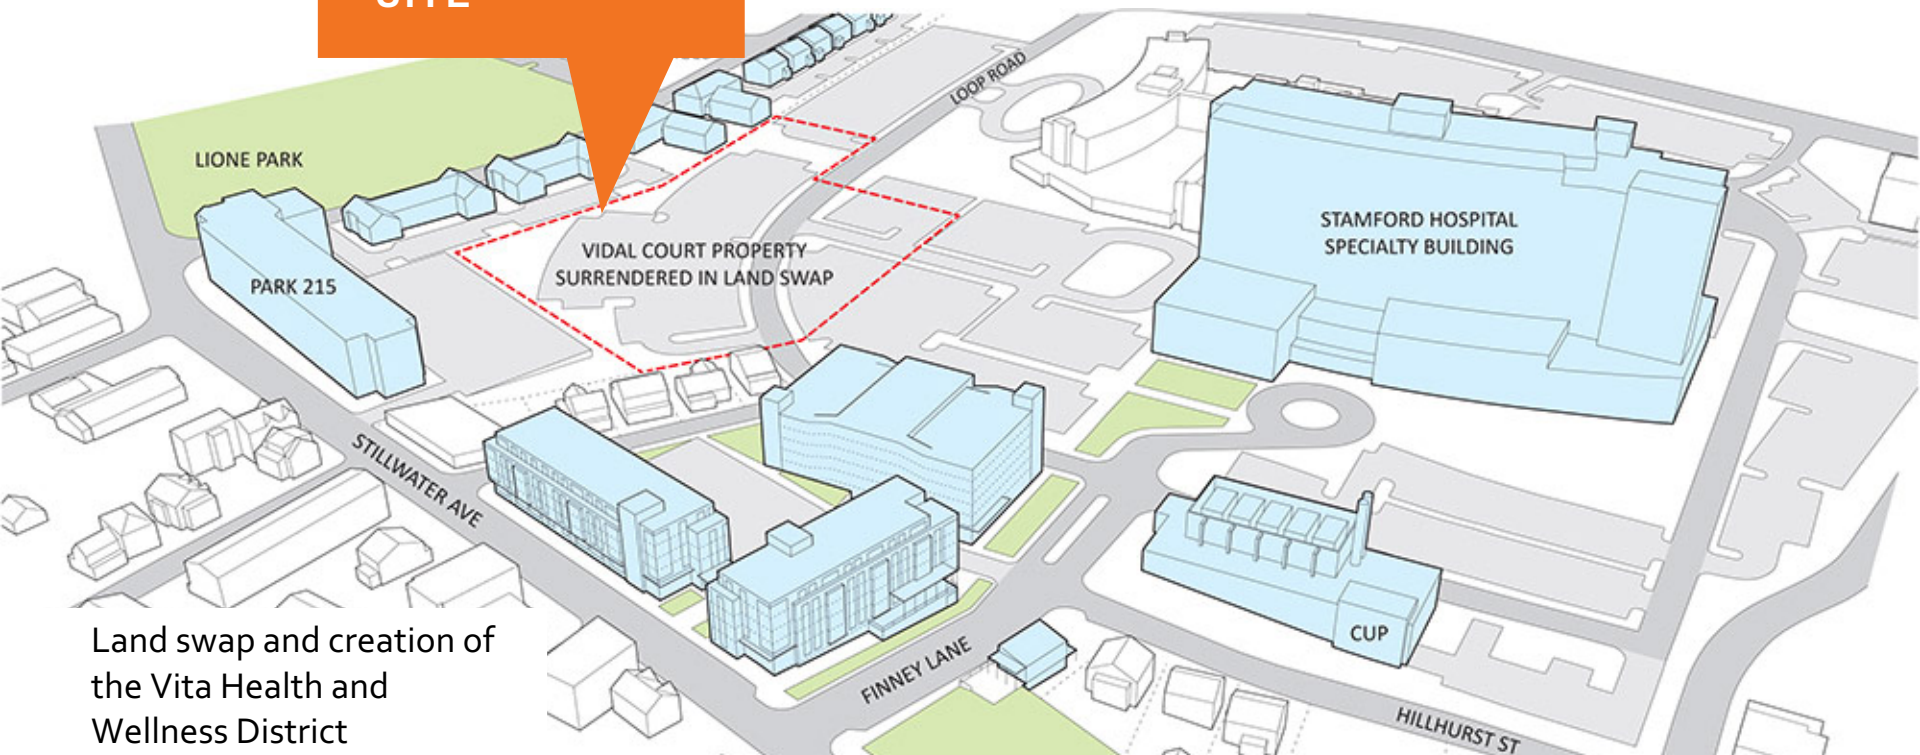 SITE
LOOP ROAD
LIONE PARK
STAMFORD HOSPITAL
SPECIALTY BUILDING
VIDAL COURT PROPERTY
SURRENDERED IN LAND SWAP
PARK 215
STILLWATER AVE
CUP
FINNEY LANE
HILLHURST ST
Land swap and creation of
the Vita Health and
Wellness District